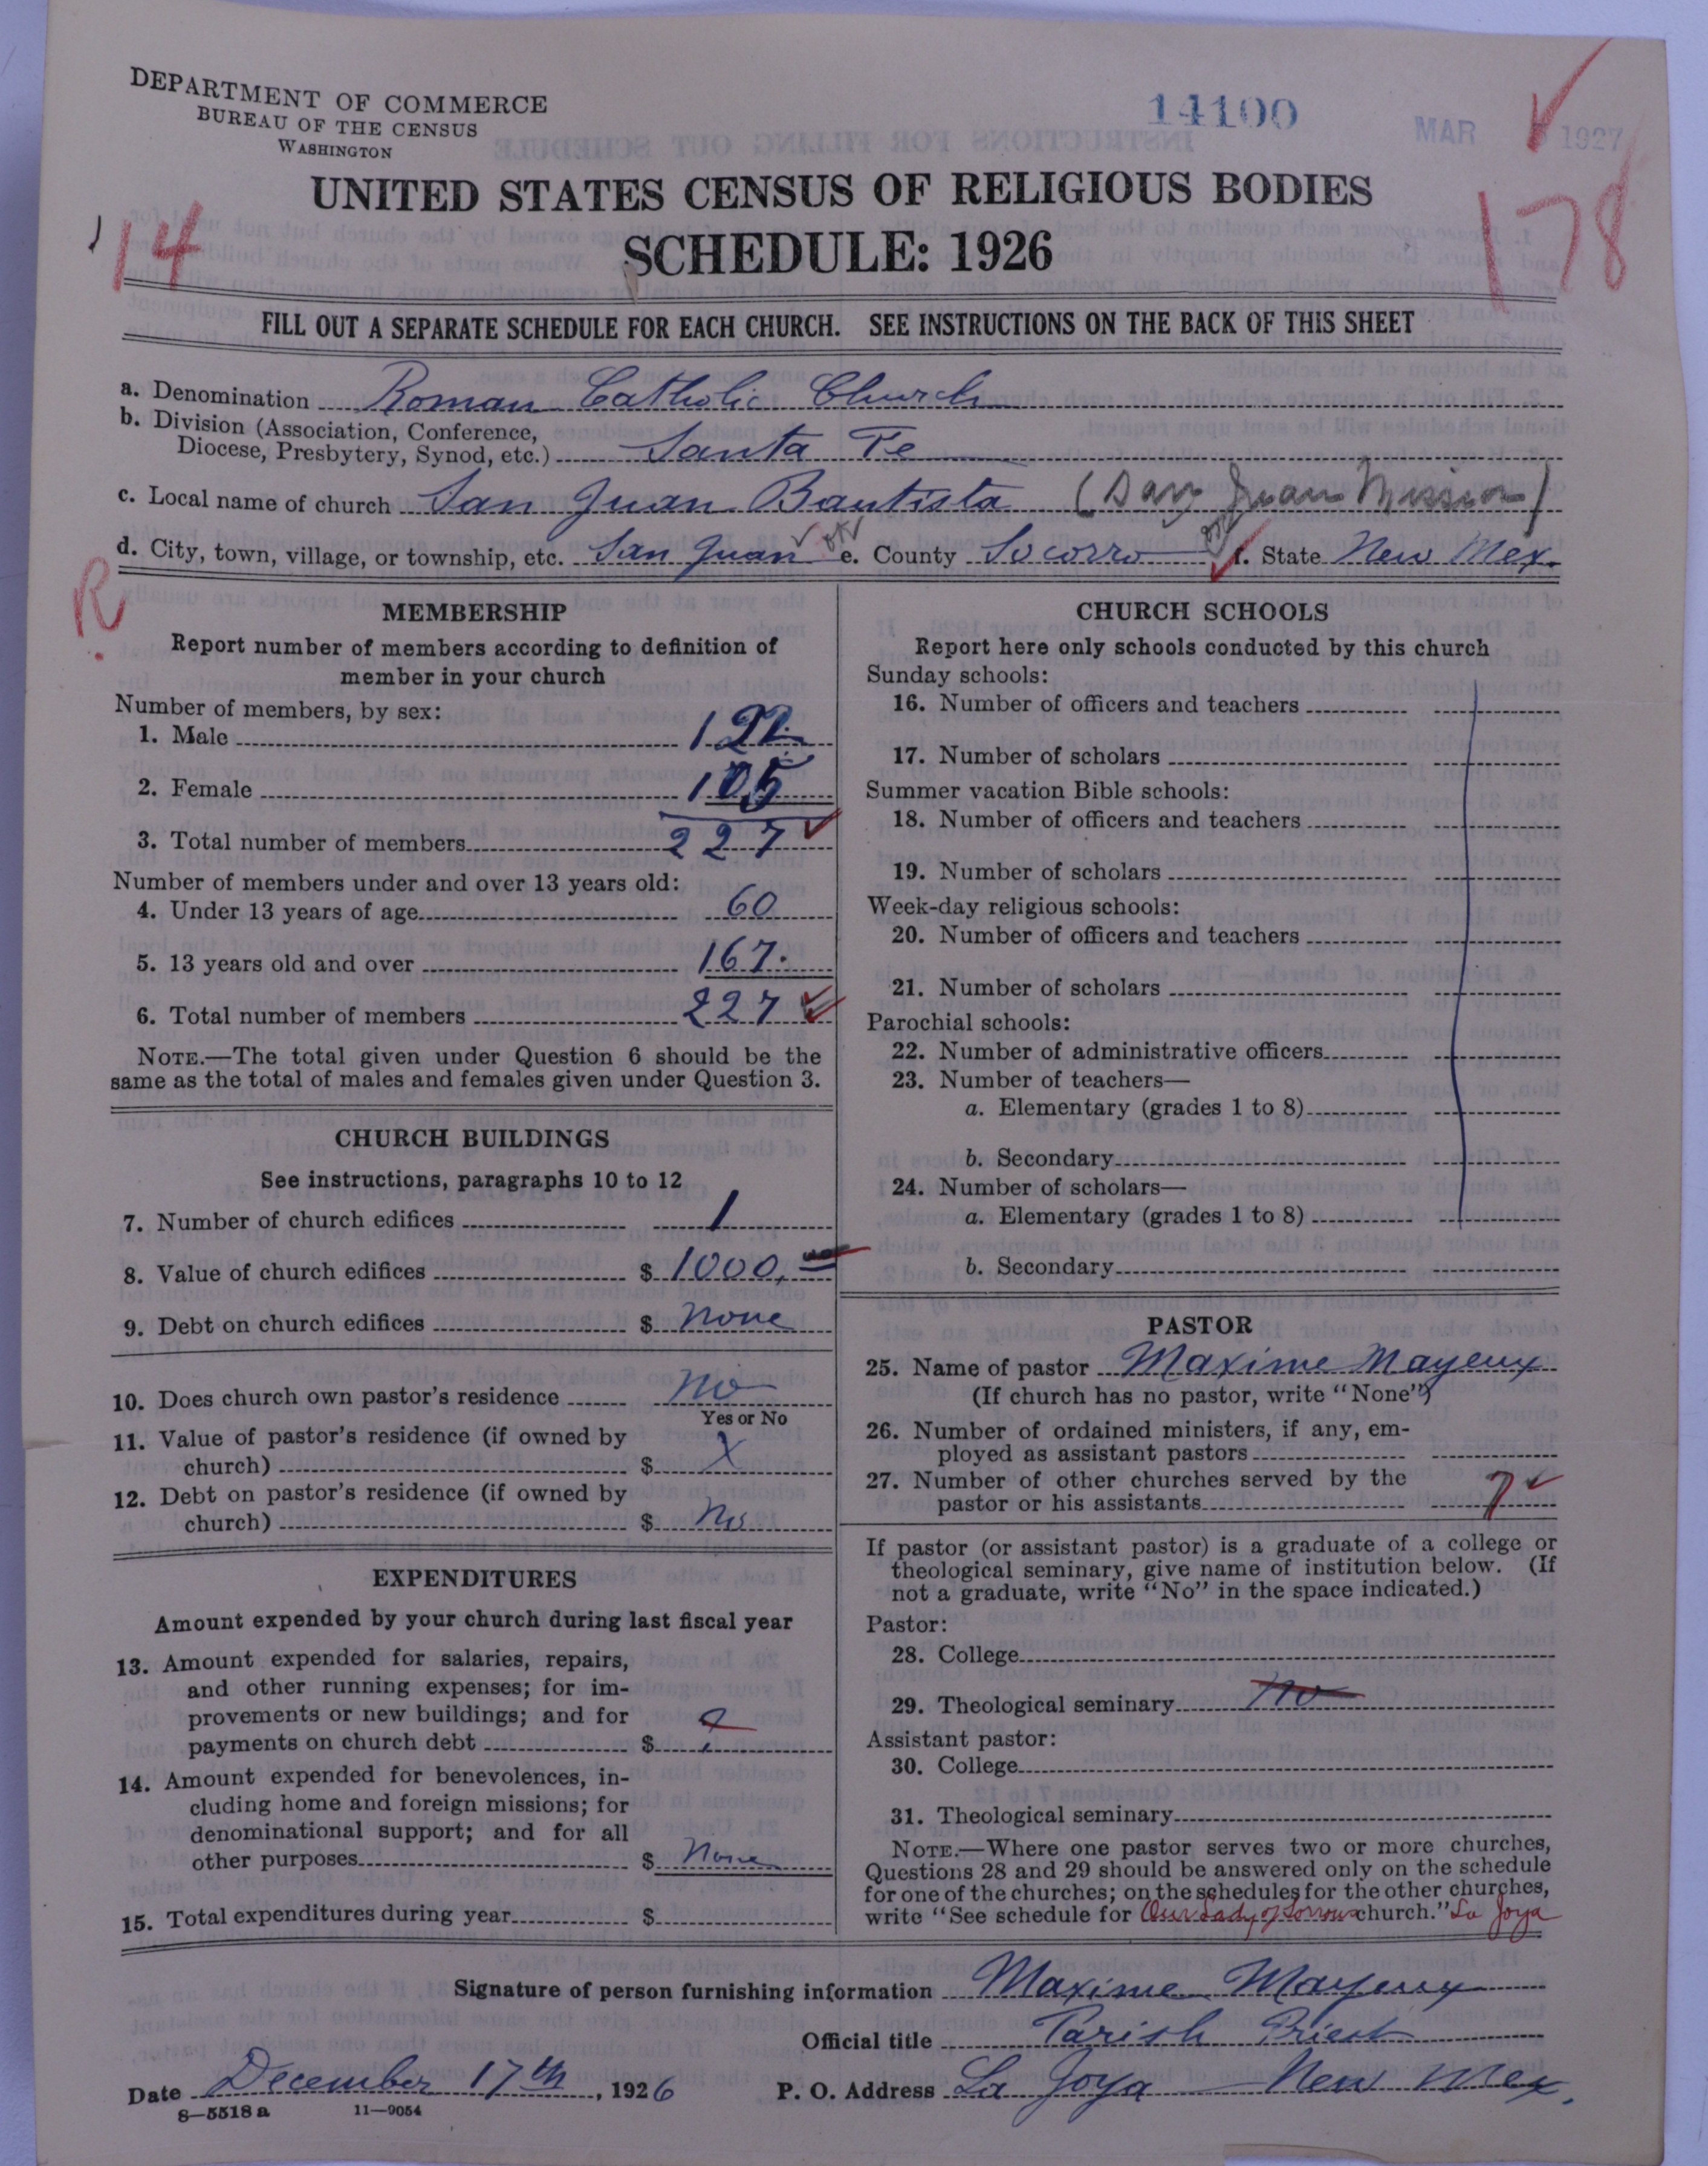 DEPARTMENT OF COMMERCE
BUREAU OF THE CENSUS
WASHINGTON
14100
MAR 1927
UNITED STATES CENSUS OF RELIGIOUS BODIES
SCHEDULE: 1926
14
178
FILL OUT A SEPARATE SCHEDULE FOR EACH CHURCH. SEE INSTRUCTIONS ON THE BACK OF THIS SHEET
a. Denomination Roman Catholic Church
b. Division (Association, Conference,
Diocese, Presbytery, Synod, etc.) Santa Fe
c. Local name of church San Juan Bautista (San Juan Mission)
d. City, town, village, or township, etc. San Juan e. County Socorro f. State New Mex.
R
MEMBERSHIP
Report number of members according to definition of
member in your church
Number of members, by sex:
1. Male 122
2. Female 105
3. Total number of members 227
Number of members under and over 13 years old:
4. Under 13 years of age 60
5. 13 years old and over 167.
6. Total number of members 227
NOTE.—The total given under Question 6 should be the
same as the total of males and females given under Question 3.
CHURCH BUILDINGS
See instructions, paragraphs 10 to 12
7. Number of church edifices 1
8. Value of church edifices $ 1000,
9. Debt on church edifices $ none
10. Does church own pastor's residence No
Yes or No
11. Value of pastor's residence (if owned by
church) $ X
12. Debt on pastor's residence (if owned by
church) $ No
EXPENDITURES
Amount expended by your church during last fiscal year
13. Amount expended for salaries, repairs,
and other running expenses; for im-
provements or new buildings; and for
payments on church debt $ ?
14. Amount expended for benevolences, in-
cluding home and foreign missions; for
denominational support; and for all
other purposes $ None
15. Total expenditures during year $
CHURCH SCHOOLS
Report here only schools conducted by this church
Sunday schools:
16. Number of officers and teachers
17. Number of scholars
Summer vacation Bible schools:
18. Number of officers and teachers
19. Number of scholars
Week-day religious schools:
20. Number of officers and teachers
21. Number of scholars
Parochial schools:
22. Number of administrative officers
23. Number of teachers—
a. Elementary (grades 1 to 8)
b. Secondary
24. Number of scholars—
a. Elementary (grades 1 to 8)
b. Secondary
PASTOR
25. Name of pastor Maxime Mayeux
(If church has no pastor, write "None")
26. Number of ordained ministers, if any, em-
ployed as assistant pastors
27. Number of other churches served by the
pastor or his assistants 7
If pastor (or assistant pastor) is a graduate of a college or
theological seminary, give name of institution below. (If
not a graduate, write "No" in the space indicated.)
Pastor:
28. College
29. Theological seminary No
Assistant pastor:
30. College
31. Theological seminary
NOTE.—Where one pastor serves two or more churches,
Questions 28 and 29 should be answered only on the schedule
for one of the churches; on the schedules for the other churches,
write "See schedule for Our Lady of Sorrows church." La Joya
Signature of person furnishing information Maxime Mayeux
Official title Parish Priest
Date December 17th, 1926 P. O. Address La Joya New Mex.
8—5518 a 11—9054